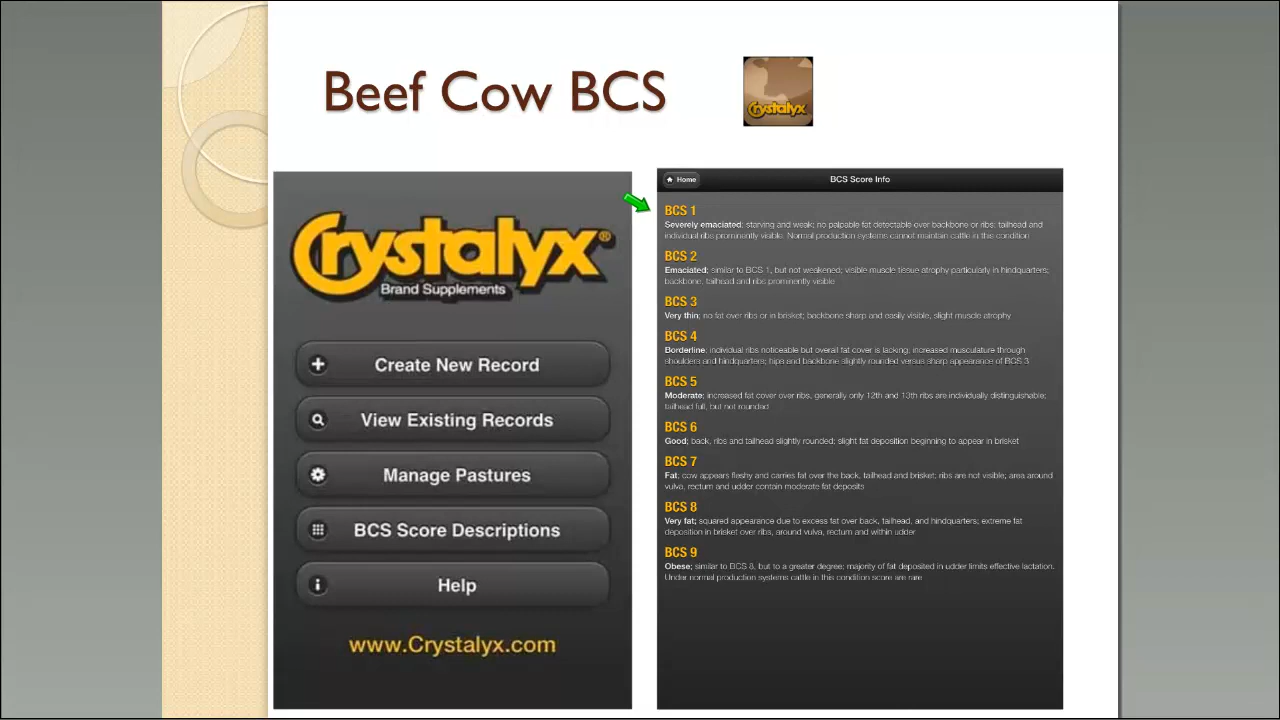 Beef Cow BCS
Crystalyx
Crystalyx®
Brand Supplements
Create New Record
View Existing Records
Manage Pastures
BCS Score Descriptions
Help
www.Crystalyx.com
Home
BCS Score Info
BCS 1
Severely emaciated; starving and weak; no palpable fat detectable over backbone or ribs; tailhead and
individual ribs prominently visible. Normal production systems cannot maintain cattle in this condition
BCS 2
Emaciated; similar to BCS 1, but not weakened; visible muscle tissue atrophy particularly in hindquarters;
backbone, tailhead and ribs prominently visible
BCS 3
Very thin; no fat over ribs or in brisket; backbone sharp and easily visible, slight muscle atrophy
BCS 4
Borderline; individual ribs noticeable but overall fat cover is lacking; increased musculature through
shoulders and hindquarters; hips and backbone slightly rounded versus sharp appearance of BCS 3
BCS 5
Moderate; increased fat cover over ribs, generally only 12th and 13th ribs are individually distinguishable;
tailhead full, but not rounded
BCS 6
Good; back, ribs and tailhead slightly rounded; slight fat deposition beginning to appear in brisket
BCS 7
Fat; cow appears fleshy and carries fat over the back, tailhead and brisket; ribs are not visible; area around
vulva, rectum and udder contain moderate fat deposits
BCS 8
Very fat; squared appearance due to excess fat over back, tailhead, and hindquarters; extreme fat
deposition in brisket over ribs, around vulva, rectum and within udder
BCS 9
Obese; similar to BCS 8, but to a greater degree; majority of fat deposited in udder limits effective lactation.
Under normal production systems cattle in this condition score are rare